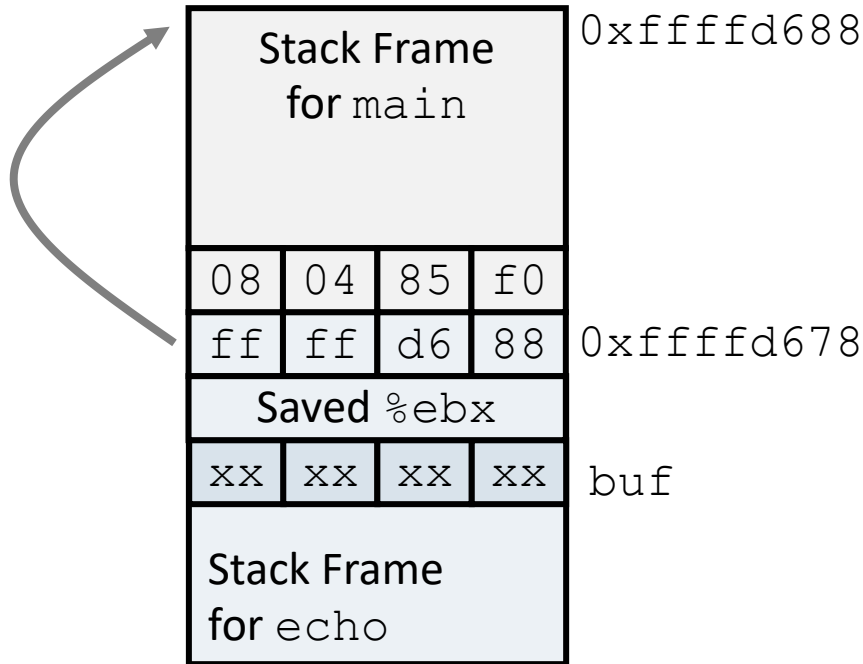 Stack Frame
for main
0xffffd688
08 04 85 f0
ff ff d6 88 0xffffd678
Saved %ebx
xx xx xx xx buf
Stack Frame
for echo